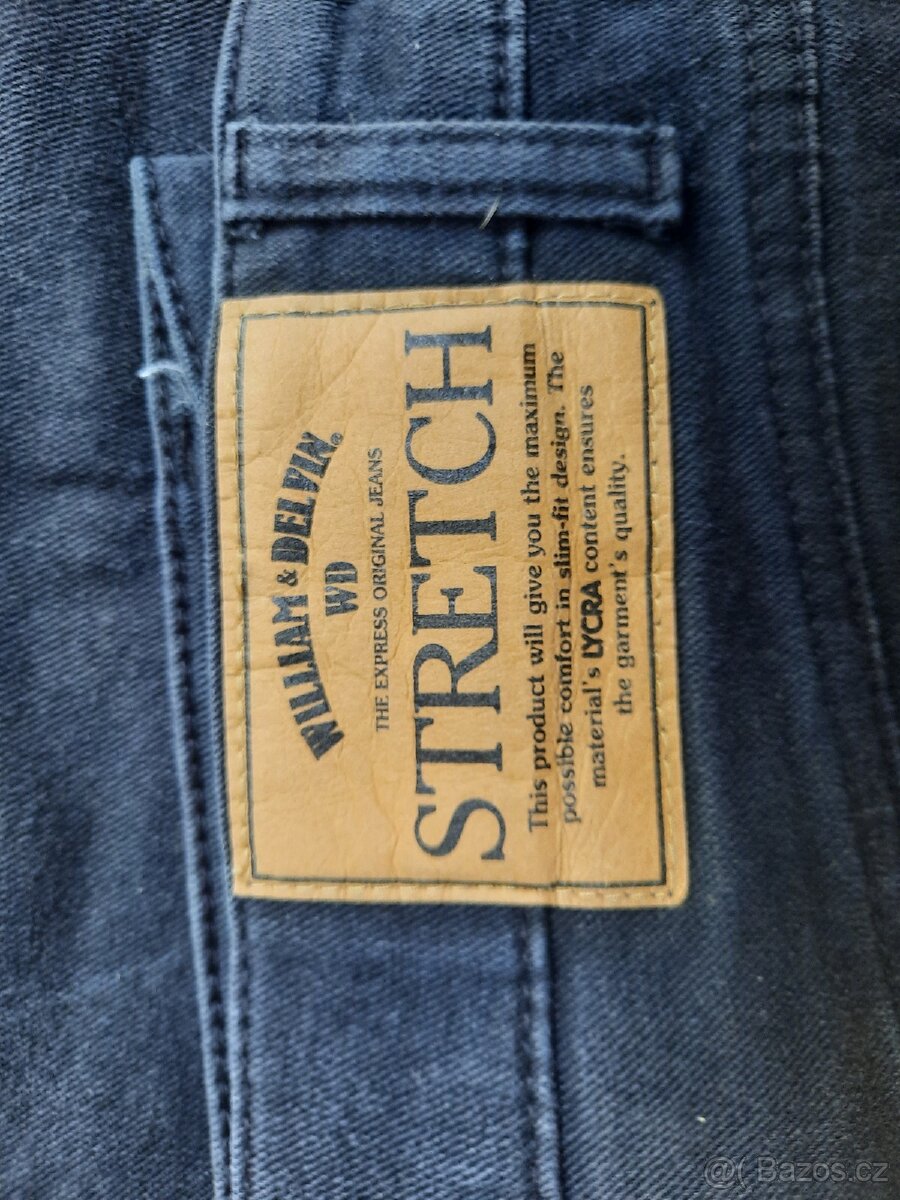 WILLIAM & DELVIN®
WD
THE EXPRESS ORIGINAL JEANS
STRETCH
This product will give you the maximum
possible comfort in slim-fit design. The
material's LYCRA content ensures
the garment's quality.
@( Bazos.cz